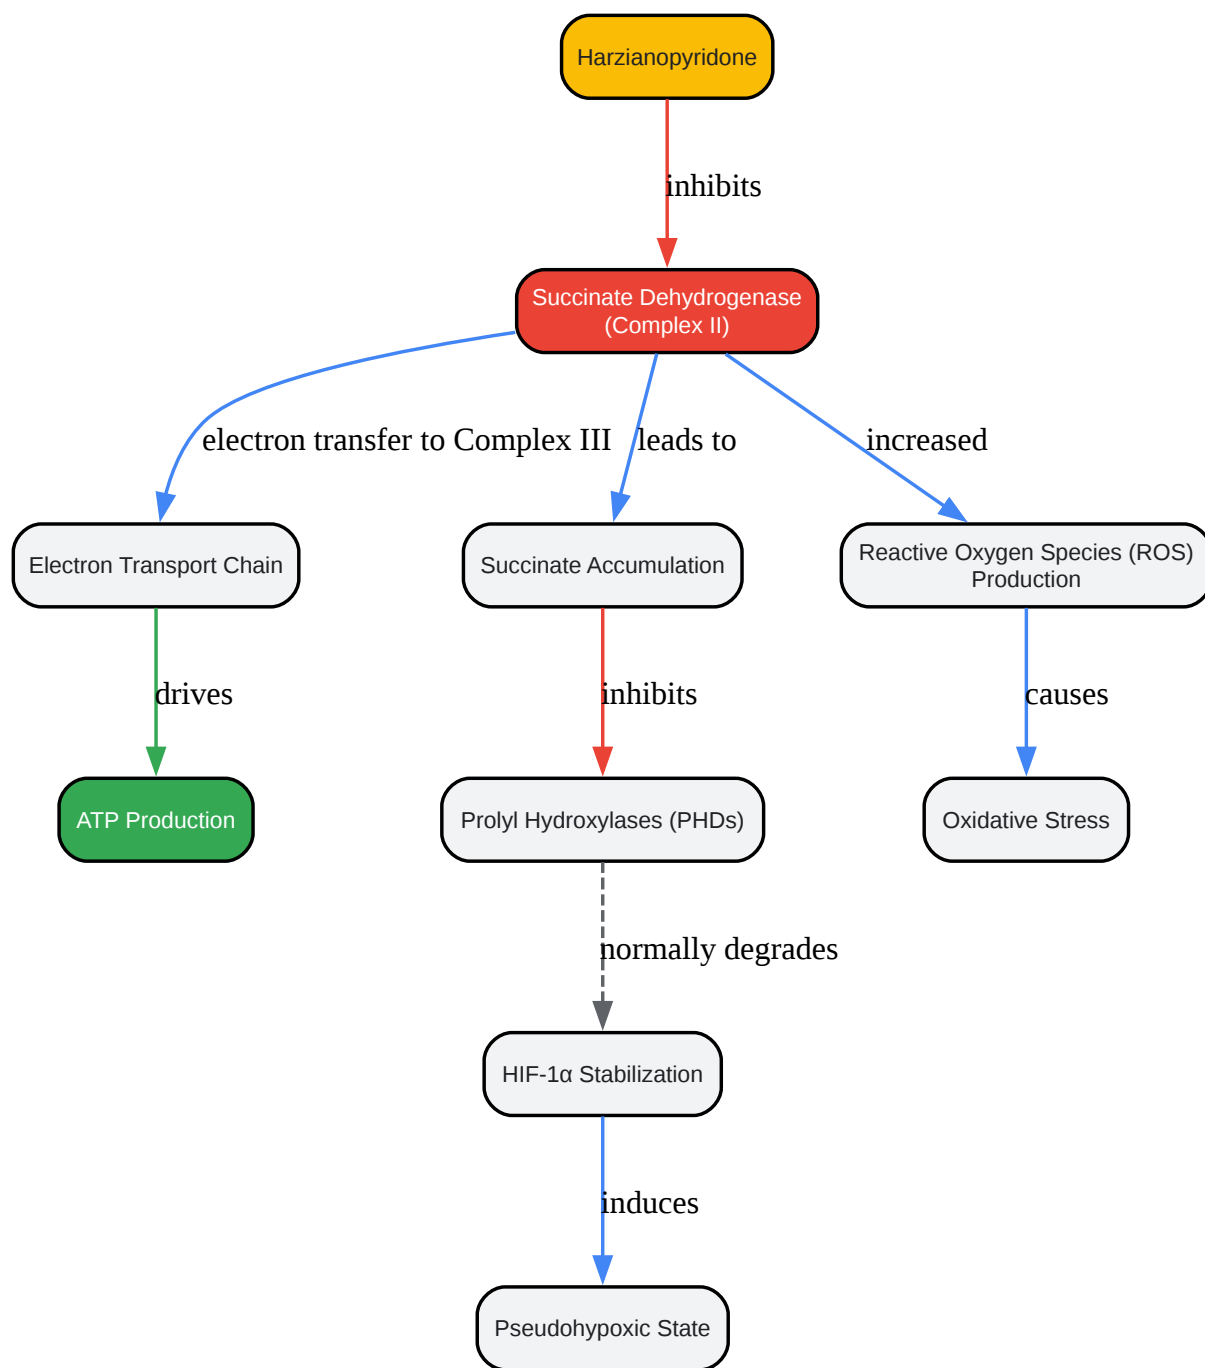 Harzianopyridone
inhibits
Succinate Dehydrogenase
(Complex II)
electron transfer to Complex III
leads to
increased
Electron Transport Chain
Succinate Accumulation
Reactive Oxygen Species (ROS)
Production
drives
inhibits
causes
ATP Production
Prolyl Hydroxylases (PHDs)
Oxidative Stress
normally degrades
HIF-1α Stabilization
induces
Pseudohypoxic State